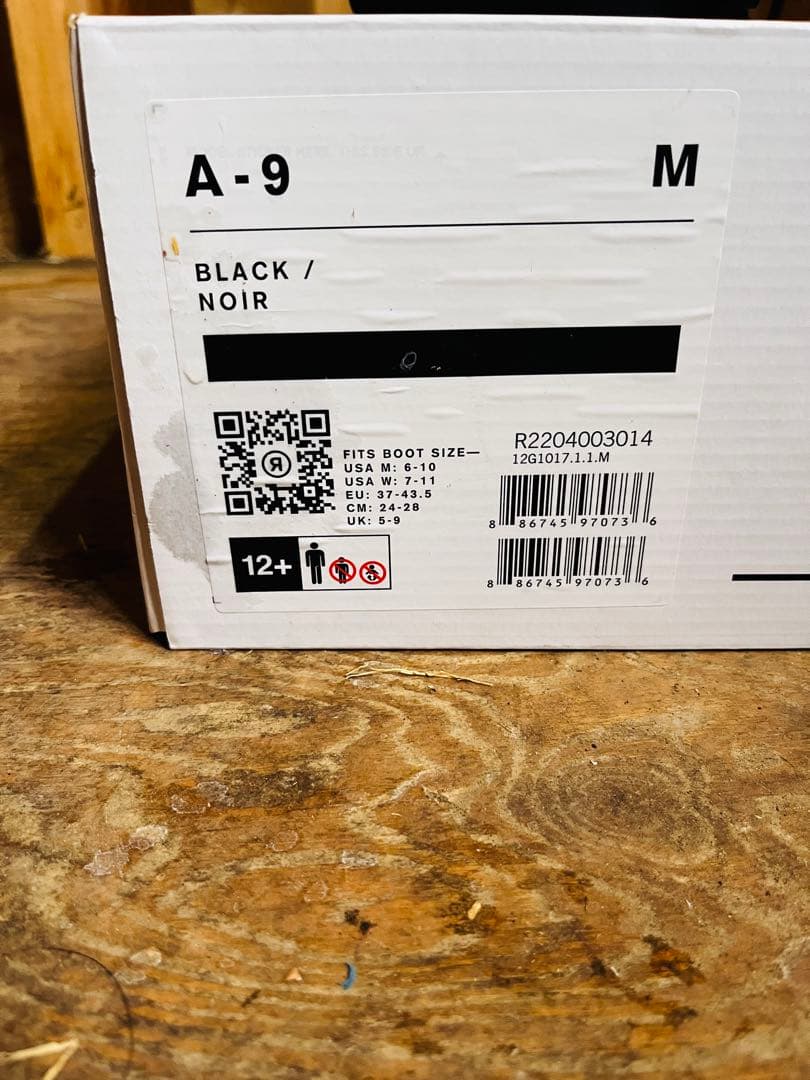 A-9
M
BLACK /
NOIR
FITS BOOT SIZE—
USA M: 6-10
USA W: 7-11
EU: 37-43.5
CM: 24-28
UK: 5-9
12+
R2204003014
12G1017.1.1.M
8 86745 97073 6
8 86745 97073 6